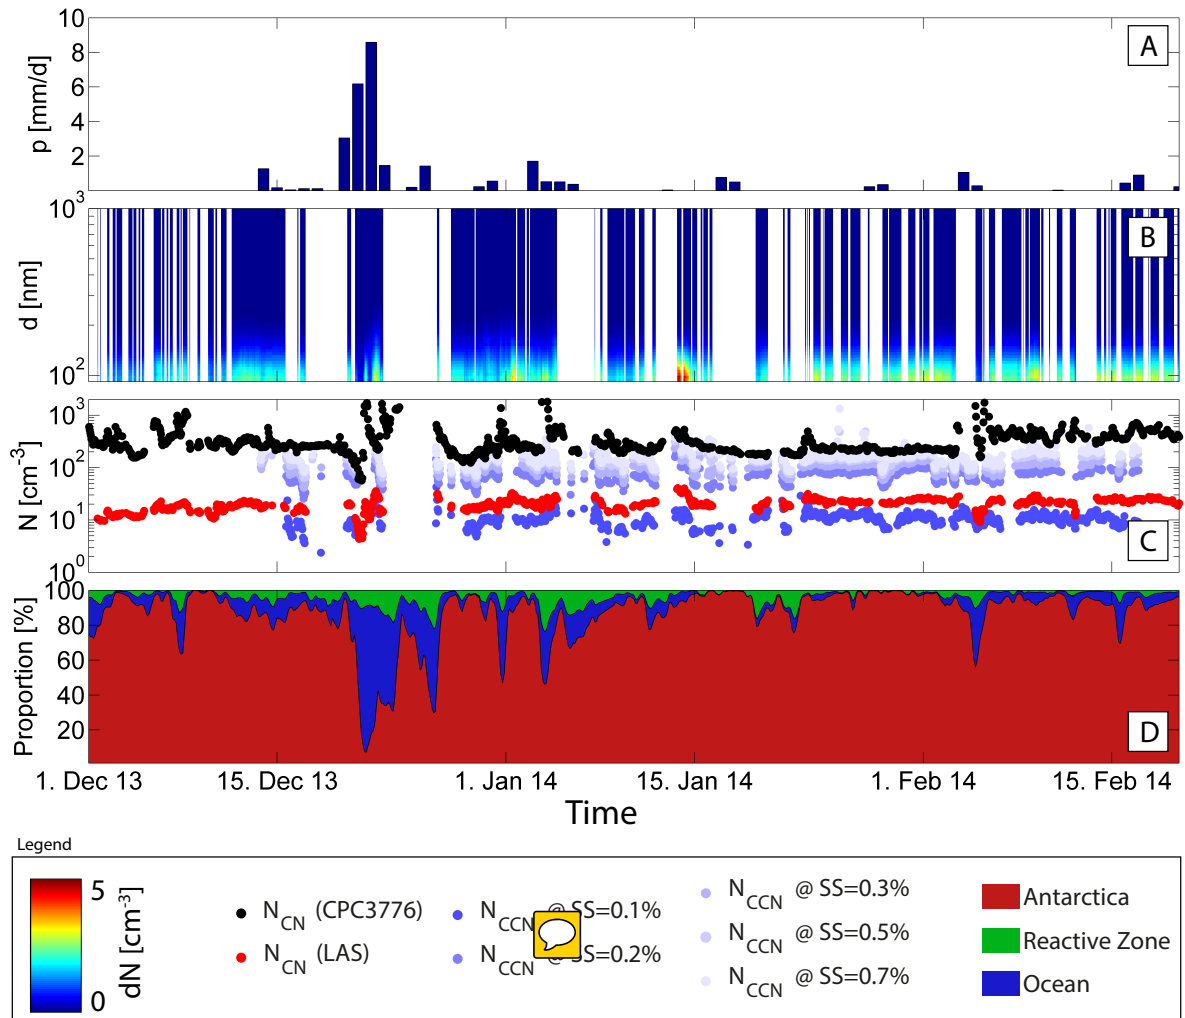 10
8
6
4
2
p [mm/d]
A
10³
10²
d [nm]
B
10³
10²
10¹
10⁰
N [cm⁻³]
C
100
80
60
40
20
Proportion [%]
D
1. Dec 13 15. Dec 13 1. Jan 14 15. Jan 14 1. Feb 14 15. Feb 14
Time
Legend
5
0
dN [cm⁻³]
N_CN (CPC3776)
N_CN (LAS)
N_CCN @ SS=0.1%
N_CCN @ SS=0.2%
N_CCN @ SS=0.3%
N_CCN @ SS=0.5%
N_CCN @ SS=0.7%
Antarctica
Reactive Zone
Ocean